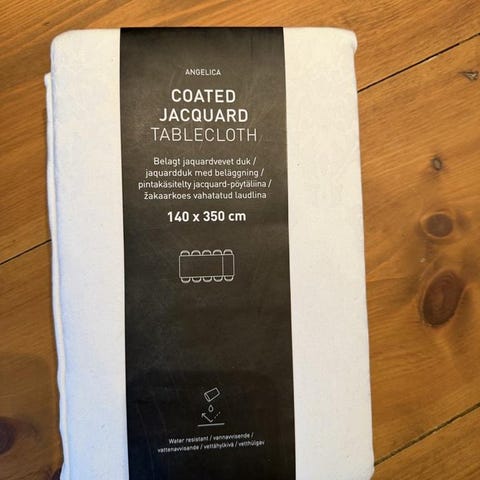 ANGELICA
COATED
JACQUARD
TABLECLOTH
Belagt jaquardvevet duk /
jaquardduk med beläggning /
pintakäsitelty jacquard-pöytäliina /
žakaarkoes vahatatud laudlina
140 x 350 cm
Water resistant / vannavvisende /
vattenavvisande / vettähylkivä / vetthülgav